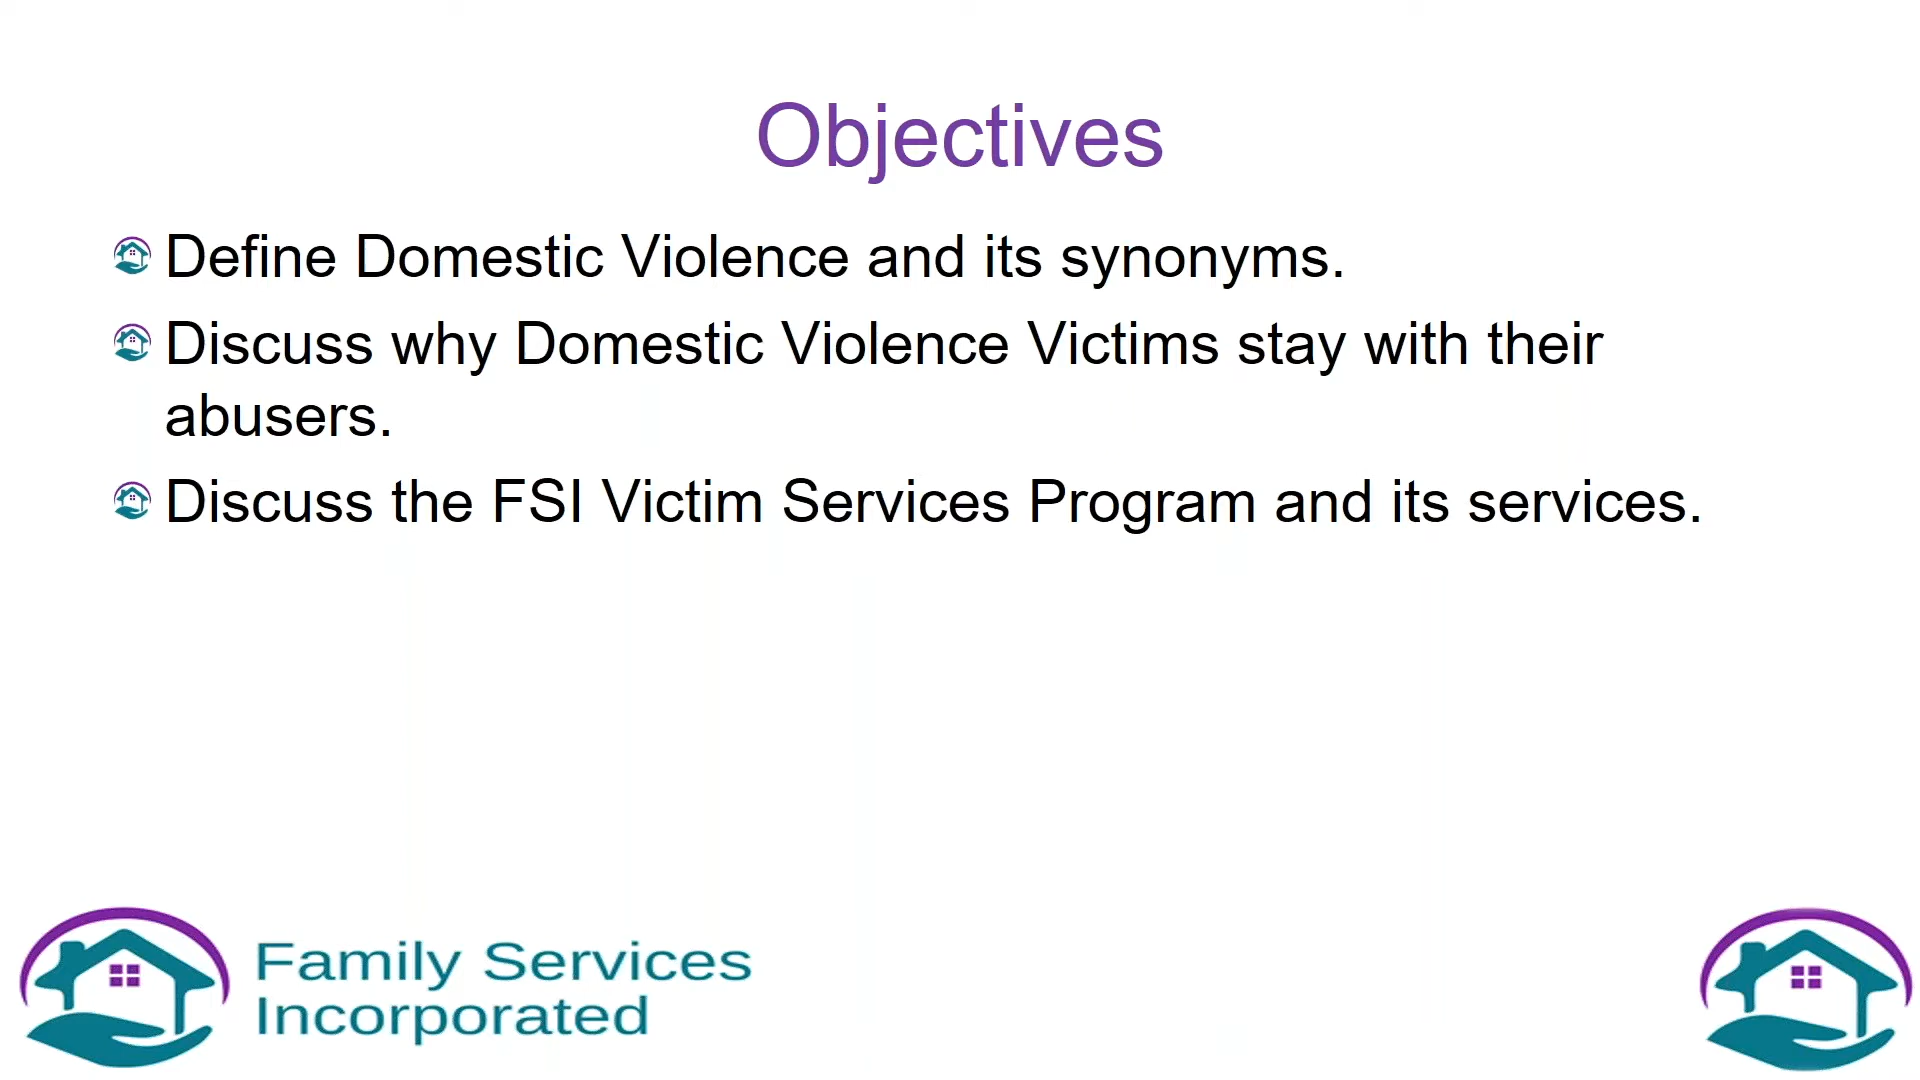 Objectives
Define Domestic Violence and its synonyms.
Discuss why Domestic Violence Victims stay with their
abusers.
Discuss the FSI Victim Services Program and its services.
Family Services
Incorporated